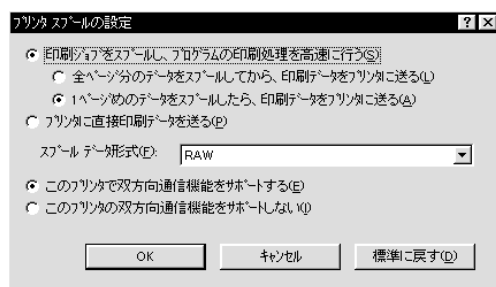 プリンタ スプールの設定
印刷ジョブをスプールし、プログラムの印刷処理を高速に行う(S)
全ページ分のデータをスプールしてから、印刷データをプリンタに送る(L)
1ページめのデータをスプールしたら、印刷データをプリンタに送る(A)
プリンタに直接印刷データを送る(P)
スプール データ形式(F): RAW
このプリンタで双方向通信機能をサポートする(E)
このプリンタの双方向通信機能をサポートしない(I)
OK キャンセル 標準に戻す(D)